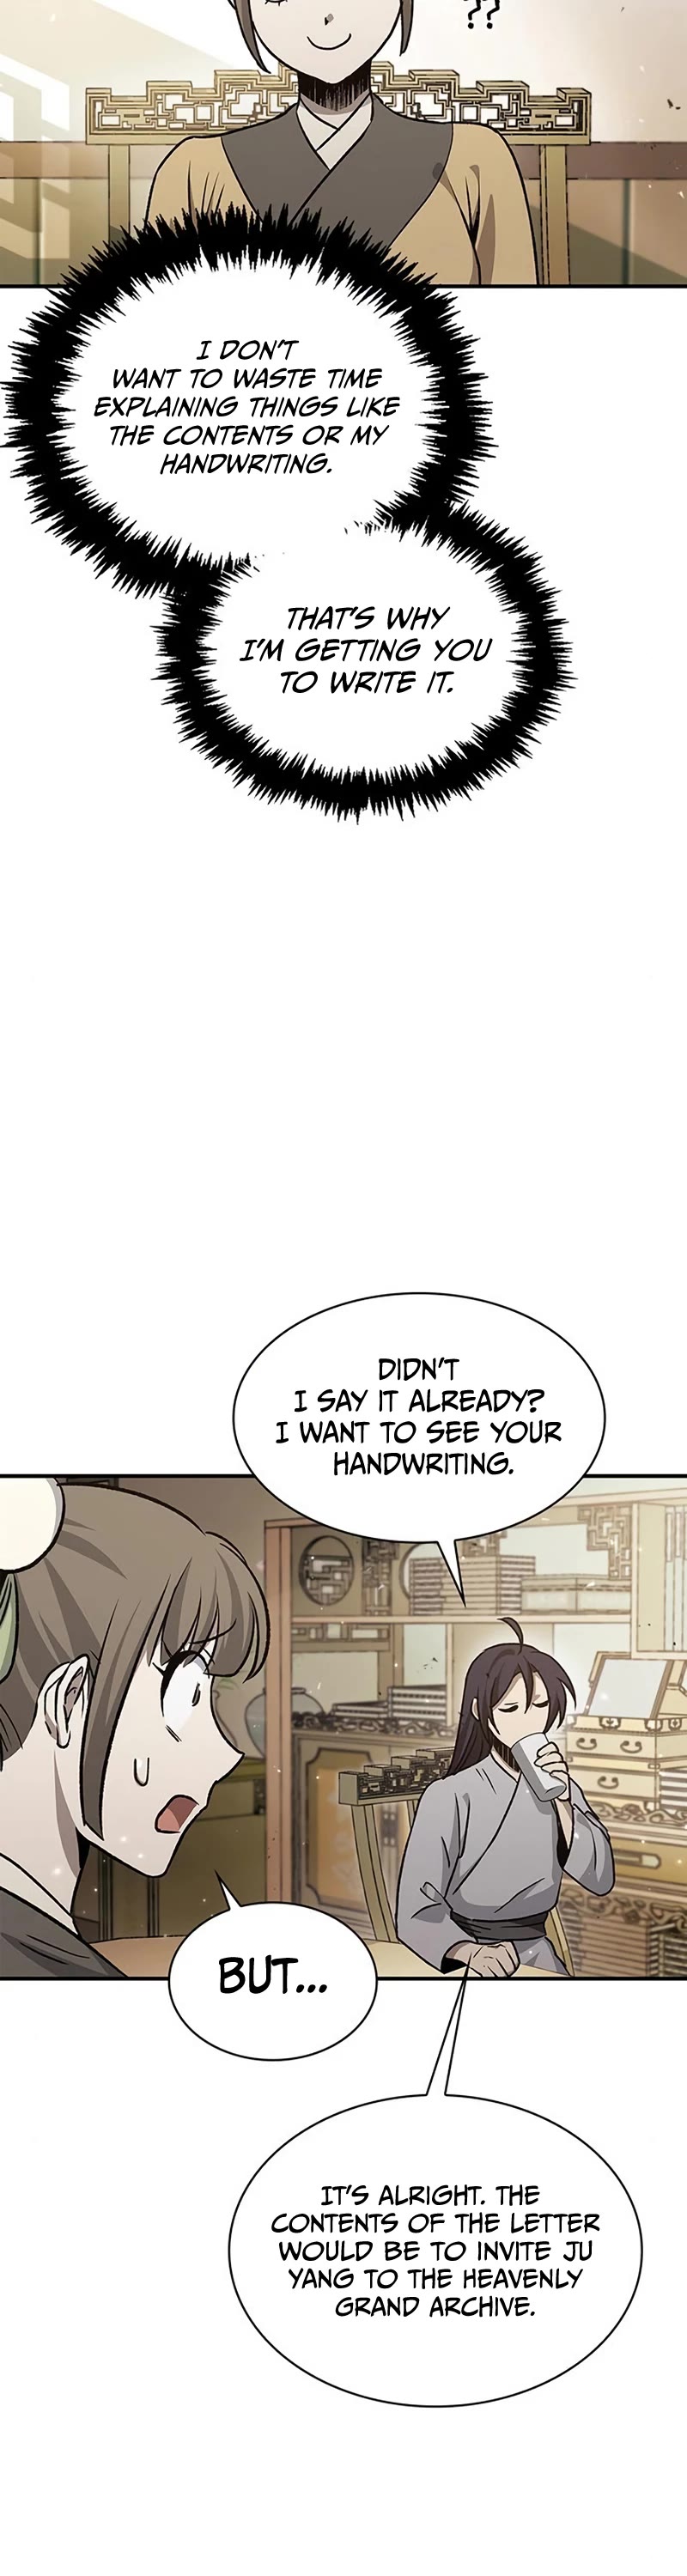 ??
I DON'T
WANT TO WASTE TIME
EXPLAINING THINGS LIKE
THE CONTENTS OR MY
HANDWRITING.
THAT'S WHY
I'M GETTING YOU
TO WRITE IT.
DIDN'T
I SAY IT ALREADY?
I WANT TO SEE YOUR
HANDWRITING.
BUT...
IT'S ALRIGHT. THE
CONTENTS OF THE LETTER
WOULD BE TO INVITE JU
YANG TO THE HEAVENLY
GRAND ARCHIVE.